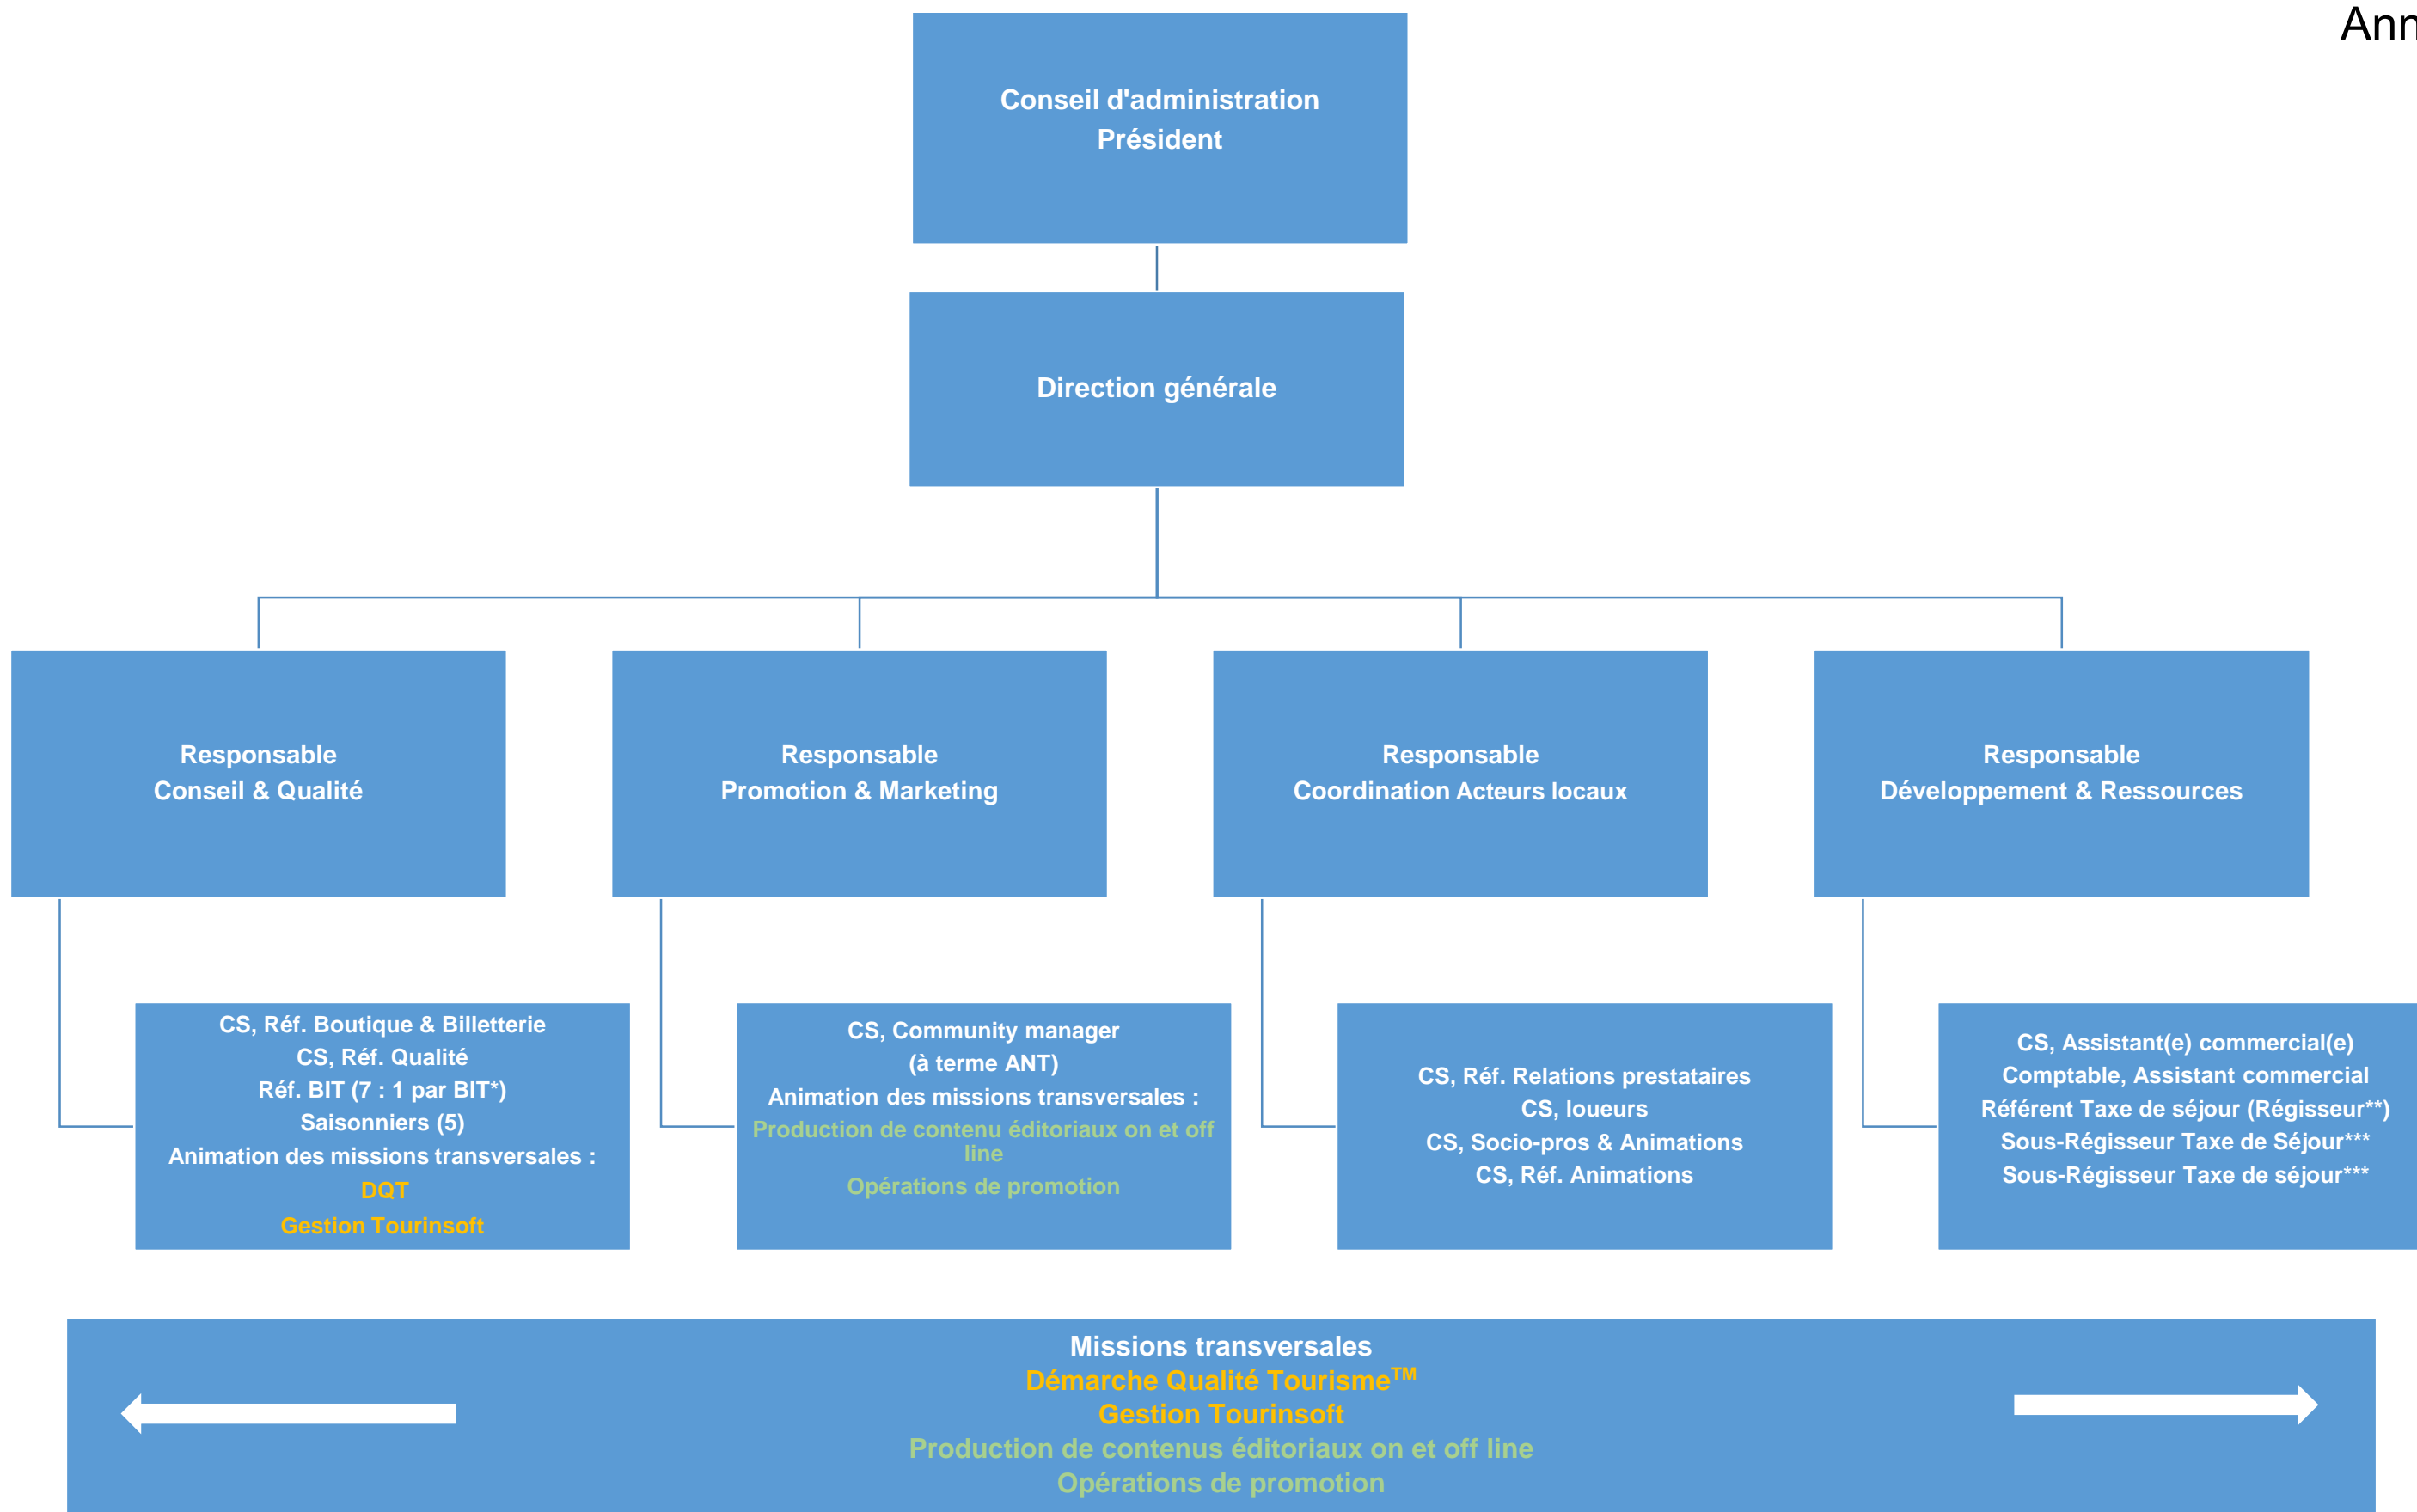 Ann
Conseil d'administration
Président
Direction générale
Responsable
Conseil & Qualité
Responsable
Promotion & Marketing
Responsable
Coordination Acteurs locaux
Responsable
Développement & Ressources
CS, Réf. Boutique & Billetterie
CS, Réf. Qualité
Réf. BIT (7 : 1 par BIT*)
Saisonniers (5)
Animation des missions transversales :
DQT
Gestion Tourinsoft
CS, Community manager
(à terme ANT)
Animation des missions transversales :
Production de contenu éditoriaux on et off
line
Opérations de promotion
CS, Réf. Relations prestataires
CS, loueurs
CS, Socio-pros & Animations
CS, Réf. Animations
CS, Assistant(e) commercial(e)
Comptable, Assistant commercial
Référent Taxe de séjour (Régisseur**)
Sous-Régisseur Taxe de Séjour***
Sous-Régisseur Taxe de séjour***
Missions transversales
Démarche Qualité Tourisme™
Gestion Tourinsoft
Production de contenus éditoriaux on et off line
Opérations de promotion